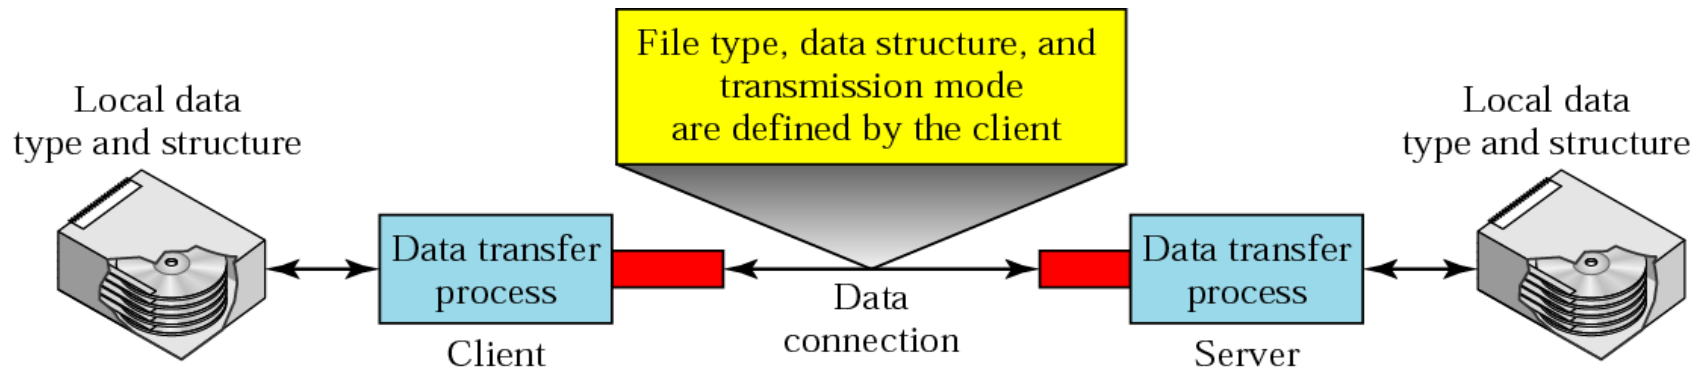 File type, data structure, and
transmission mode
are defined by the client
Local data
type and structure
Local data
type and structure
Data transfer
process
Data transfer
process
Data
connection
Client
Server